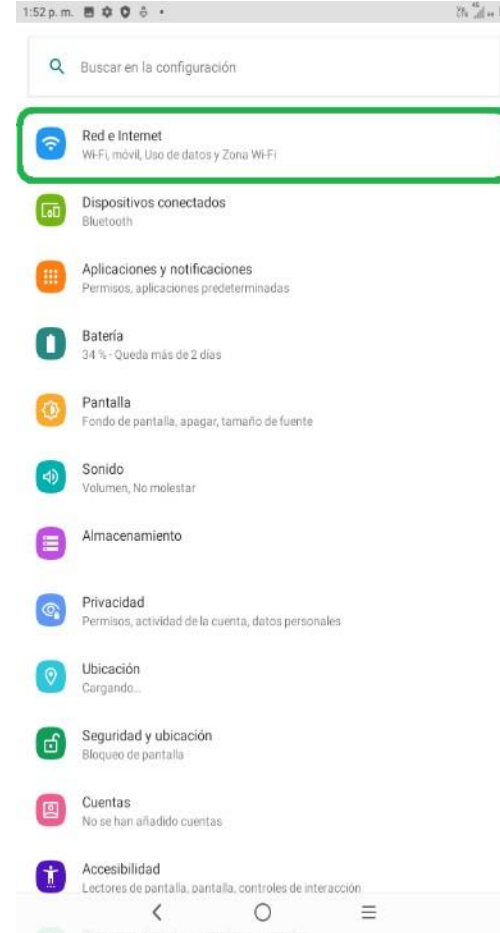 1:52 p. m.
4G
Buscar en la configuración
Red e Internet
Wi-Fi, móvil, Uso de datos y Zona Wi-Fi
Dispositivos conectados
Bluetooth
Aplicaciones y notificaciones
Permisos, aplicaciones predeterminadas
Batería
34 % - Queda más de 2 días
Pantalla
Fondo de pantalla, apagar, tamaño de fuente
Sonido
Volumen, No molestar
Almacenamiento
Privacidad
Permisos, actividad de la cuenta, datos personales
Ubicación
Cargando...
Seguridad y ubicación
Bloqueo de pantalla
Cuentas
No se han añadido cuentas
Accesibilidad
Lectores de pantalla, pantalla, controles de interacción